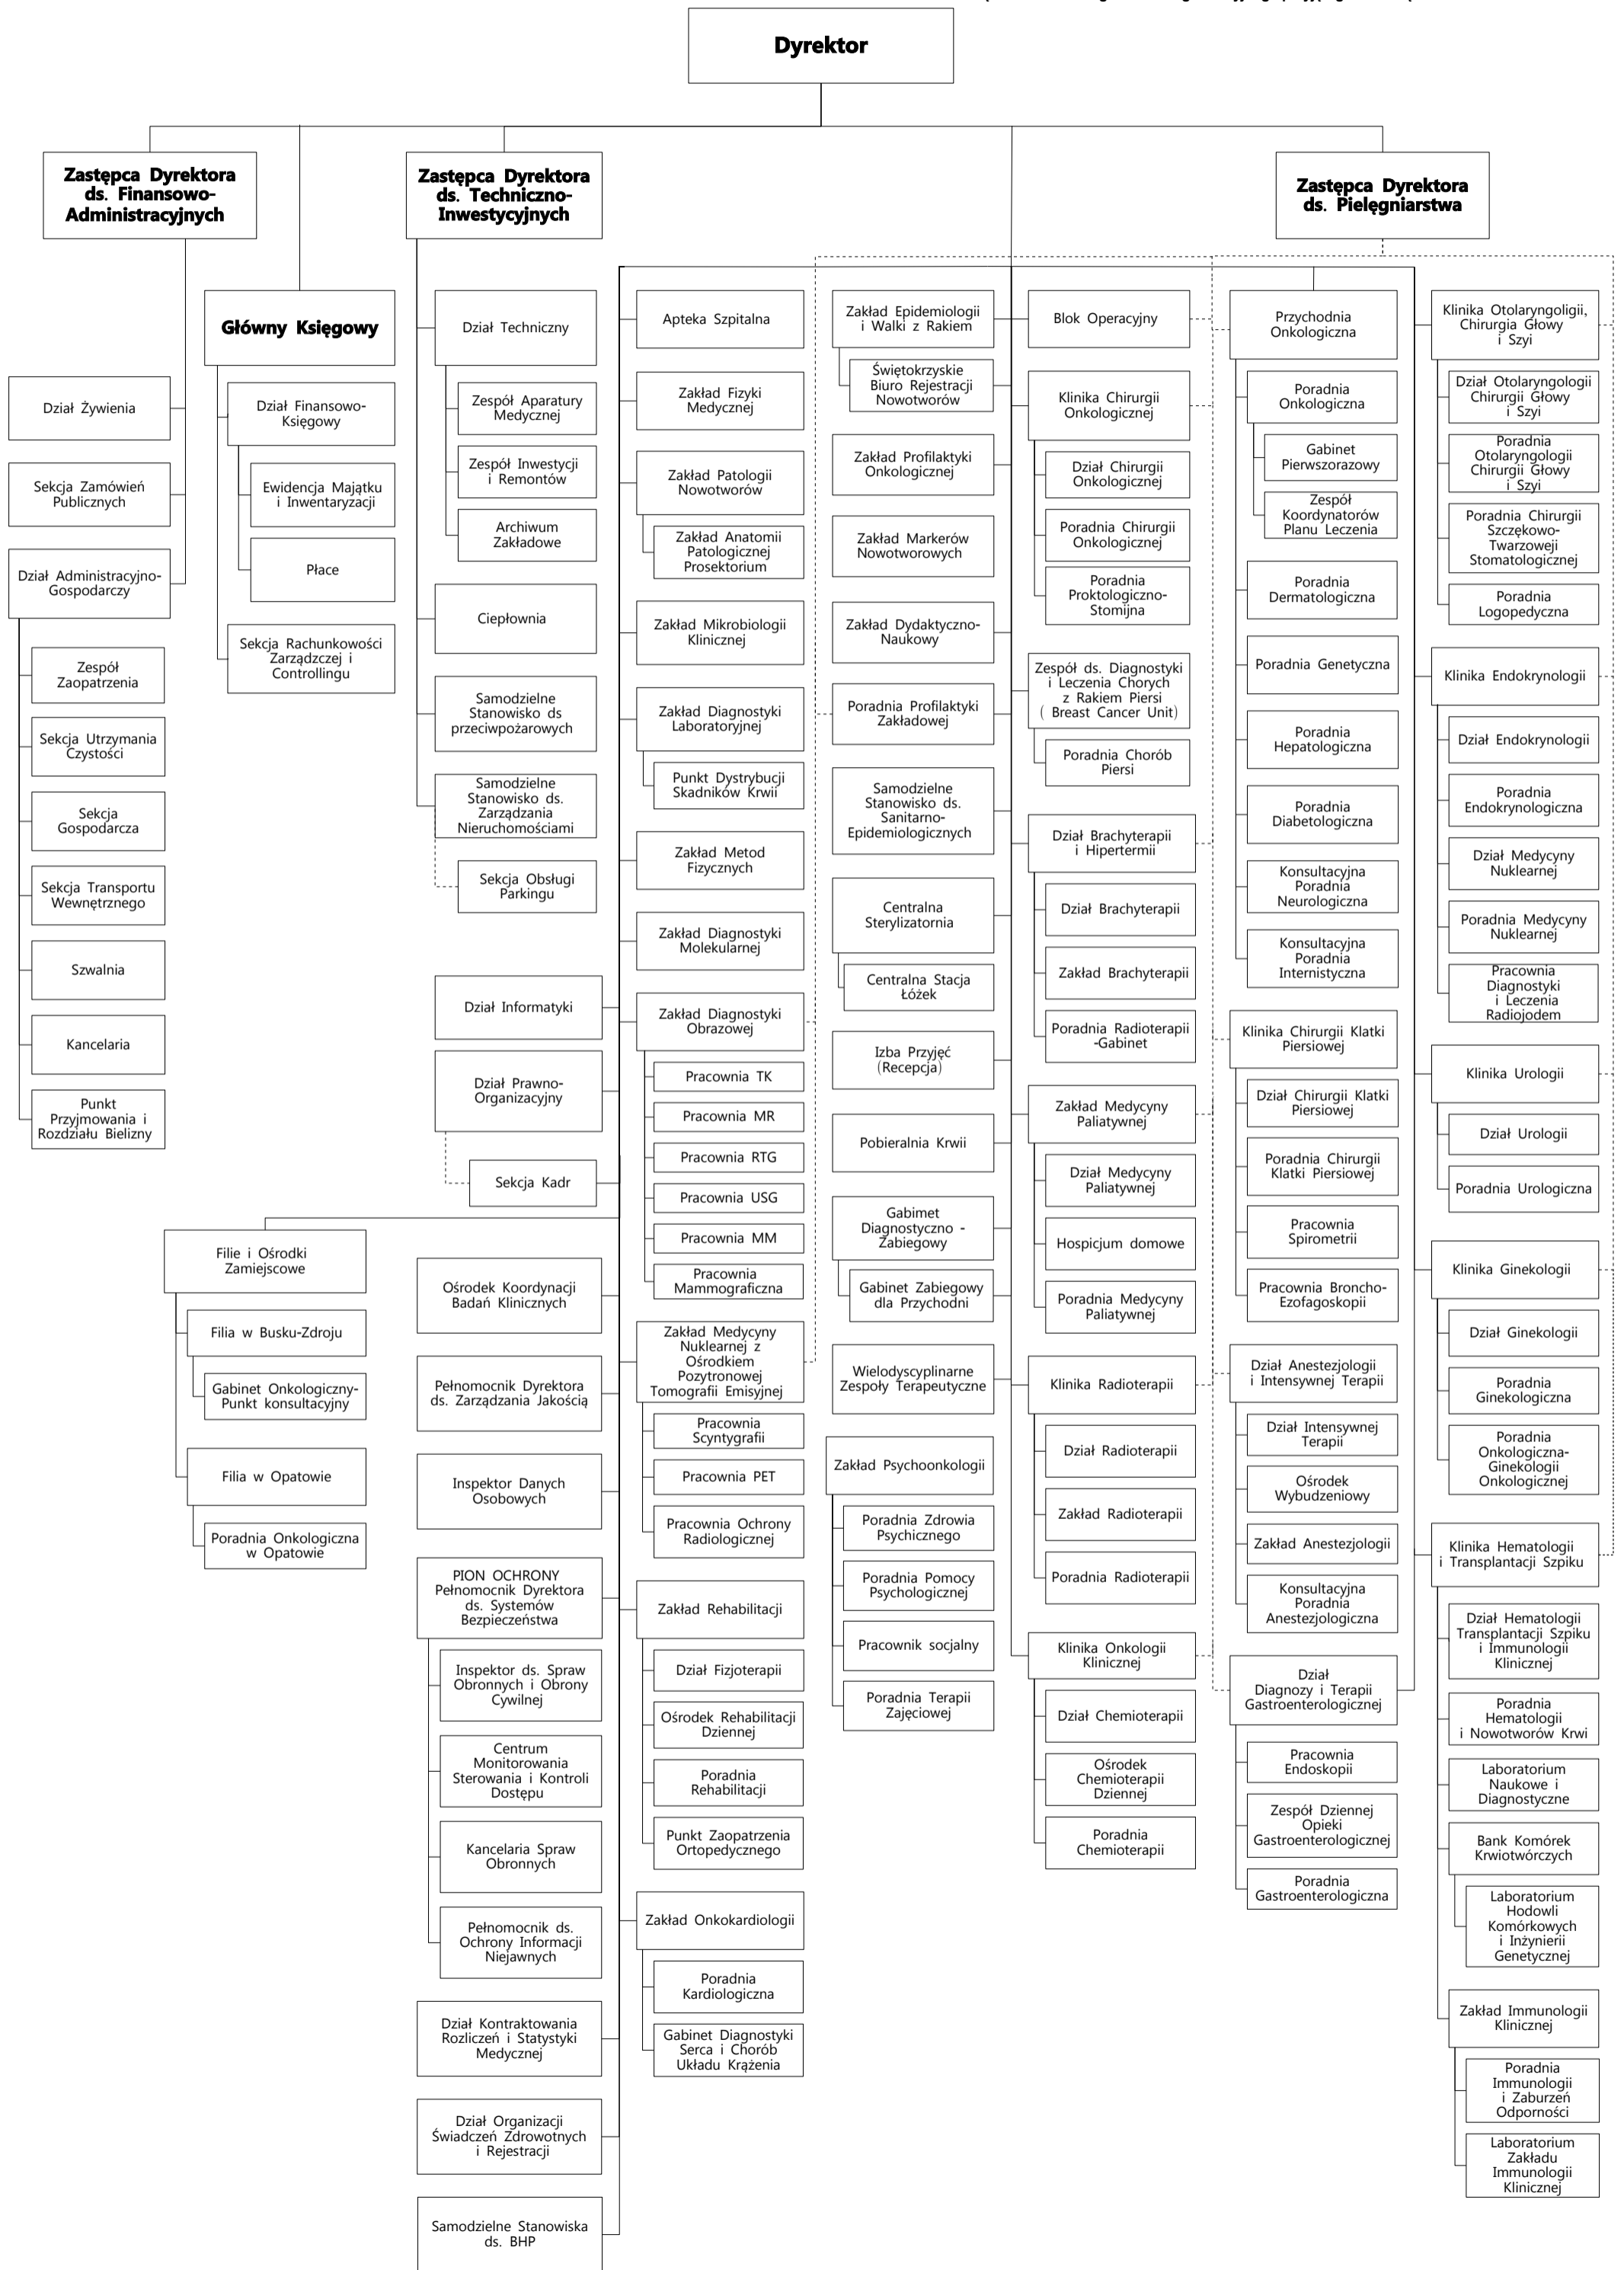 Dyrektor
Zastępca Dyrektora
ds. Finansowo-
Administracyjnych
Zastępca Dyrektora
ds. Techniczno-
Inwestycyjnych
Zastępca Dyrektora
ds. Pielęgniarstwa
Główny Księgowy
Dział Żywienia
Sekcja Zamówień
Publicznych
Dział Administracyjno-
Gospodarczy
Zespół
Zaopatrzenia
Sekcja Utrzymania
Czystości
Sekcja
Gospodarcza
Sekcja Transportu
Wewnętrznego
Szwalnia
Kancelaria
Punkt
Przyjmowania i
Rozdziału Bielizny
Dział Finansowo-
Księgowy
Ewidencja Majątku
i Inwentaryzacji
Płace
Sekcja Rachunkowości
Zarządzczej i
Controllingu
Filie i Ośrodki
Zamiejscowe
Filia w Busku-Zdroju
Gabinet Onkologiczny-
Punkt konsultacyjny
Filia w Opatowie
Poradnia Onkologiczna
w Opatowie
Dział Techniczny
Zespół Aparatury
Medycznej
Zespół Inwestycji
i Remontów
Archiwum
Zakładowe
Ciepłownia
Samodzielne
Stanowisko ds
przeciwpożarowych
Samodzielne
Stanowisko ds.
Zarządzania
Nieruchomościami
Sekcja Obsługi
Parkingu
Dział Informatyki
Dział Prawno-
Organizacyjny
Sekcja Kadr
Ośrodek Koordynacji
Badań Klinicznych
Pełnomocnik Dyrektora
ds. Zarządzania Jakością
Inspektor Danych
Osobowych
PION OCHRONY
Pełnomocnik Dyrektora
ds. Systemów
Bezpieczeństwa
Inspektor ds. Spraw
Obronnych i Obrony
Cywilnej
Centrum
Monitorowania
Sterowania i Kontroli
Dostępu
Kancelaria Spraw
Obronnych
Pełnomocnik ds.
Ochrony Informacji
Niejawnych
Dział Kontraktowania
Rozliczeń i Statystyki
Medycznej
Dział Organizacji
Świadczeń Zdrowotnych
i Rejestracji
Samodzielne Stanowiska
ds. BHP
Apteka Szpitalna
Zakład Fizyki
Medycznej
Zakład Patologii
Nowotworów
Zakład Anatomii
Patologicznej
Prosektorium
Zakład Mikrobiologii
Klinicznej
Zakład Diagnostyki
Laboratoryjnej
Punkt Dystrybucji
Skadników Krwii
Zakład Metod
Fizycznych
Zakład Diagnostyki
Molekularnej
Zakład Diagnostyki
Obrazowej
Pracownia TK
Pracownia MR
Pracownia RTG
Pracownia USG
Pracownia MM
Pracownia
Mammograficzna
Zakład Medycyny
Nuklearnej z
Ośrodkiem
Pozytronowej
Tomografii Emisyjnej
Pracownia
Scyntygrafii
Pracownia PET
Pracownia Ochrony
Radiologicznej
Zakład Rehabilitacji
Dział Fizjoterapii
Ośrodek Rehabilitacji
Dziennej
Poradnia
Rehabilitacji
Punkt Zaopatrzenia
Ortopedycznego
Zakład Onkokardiologii
Poradnia
Kardiologiczna
Gabinet Diagnostyki
Serca i Chorób
Układu Krążenia
Zakład Epidemiologii
i Walki z Rakiem
Świętokrzyskie
Biuro Rejestracji
Nowotworów
Zakład Profilaktyki
Onkologicznej
Zakład Markerów
Nowotworowych
Zakład Dydaktyczno-
Naukowy
Poradnia Profilaktyki
Zakładowej
Samodzielne
Stanowisko ds.
Sanitarno-
Epidemiologicznych
Centralna
Sterylizatornia
Centralna Stacja
Łóżek
Izba Przyjęć
(Recepcja)
Pobieralnia Krwii
Gabimet
Diagnostyczno -
Zabiegowy
Gabinet Zabiegowy
dla Przychodni
Wielodyscyplinarne
Zespoły Terapeutyczne
Zakład Psychoonkologii
Poradnia Zdrowia
Psychicznego
Poradnia Pomocy
Psychologicznej
Pracownik socjalny
Poradnia Terapii
Zajęciowej
Blok Operacyjny
Klinika Chirurgii
Onkologicznej
Dział Chirurgii
Onkologicznej
Poradnia Chirurgii
Onkologicznej
Poradnia
Proktologiczno-
Stomijna
Zespół ds. Diagnostyki
i Leczenia Chorych
z Rakiem Piersi
( Breast Cancer Unit)
Poradnia Chorób
Piersi
Dział Brachyterapii
i Hipertermii
Dział Brachyterapii
Zakład Brachyterapii
Poradnia Radioterapii
-Gabinet
Zakład Medycyny
Paliatywnej
Dział Medycyny
Paliatywnej
Hospicjum domowe
Poradnia Medycyny
Paliatywnej
Klinika Radioterapii
Dział Radioterapii
Zakład Radioterapii
Poradnia Radioterapii
Klinika Onkologii
Klinicznej
Dział Chemioterapii
Ośrodek
Chemioterapii
Dziennej
Poradnia
Chemioterapii
Przychodnia
Onkologiczna
Poradnia
Onkologiczna
Gabinet
Pierwszorazowy
Zespół
Koordynatorów
Planu Leczenia
Poradnia
Dermatologiczna
Poradnia Genetyczna
Poradnia
Hepatologiczna
Poradnia
Diabetologiczna
Konsultacyjna
Poradnia
Neurologiczna
Konsultacyjna
Poradnia
Internistyczna
Klinika Chirurgii Klatki
Piersiowej
Dział Chirurgii Klatki
Piersiowej
Poradnia Chirurgii
Klatki Piersiowej
Pracownia
Spirometrii
Pracownia Broncho-
Ezofagoskopii
Dział Anestezjologii
i Intensywnej Terapii
Dział Intensywnej
Terapii
Ośrodek
Wybudzeniowy
Zakład Anestezjologii
Konsultacyjna
Poradnia
Anestezjologiczna
Dział
Diagnozy i Terapii
Gastroenterologicznej
Pracownia
Endoskopii
Zespół Dziennej
Opieki
Gastroenterologicznej
Poradnia
Gastroenterologiczna
Klinika Otolaryngoligii,
Chirurgia Głowy
i Szyi
Dział Otolaryngologii
Chirurgii Głowy
i Szyi
Poradnia
Otolaryngologii
Chirurgii Głowy
i Szyi
Poradnia Chirurgii
Szczękowo-
Twarzoweji
Stomatologicznej
Poradnia
Logopedyczna
Klinika Endokrynologii
Dział Endokrynologii
Poradnia
Endokrynologiczna
Dział Medycyny
Nuklearnej
Poradnia Medycyny
Nuklearnej
Pracownia
Diagnostyki
i Leczenia
Radiojodem
Klinika Urologii
Dział Urologii
Poradnia Urologiczna
Klinika Ginekologii
Dział Ginekologii
Poradnia
Ginekologiczna
Poradnia
Onkologiczna-
Ginekologii
Onkologicznej
Klinika Hematologii
i Transplantacji Szpiku
Dział Hematologii
Transplantacji Szpiku
i Immunologii
Klinicznej
Poradnia
Hematologii
i Nowotworów Krwi
Laboratorium
Naukowe i
Diagnostyczne
Bank Komórek
Krwiotwórczych
Laboratorium
Hodowli
Komórkowych
i Inżynierii
Genetycznej
Zakład Immunologii
Klinicznej
Poradnia
Immunologii
i Zaburzeń
Odporności
Laboratorium
Zakładu
Immunologii
Klinicznej